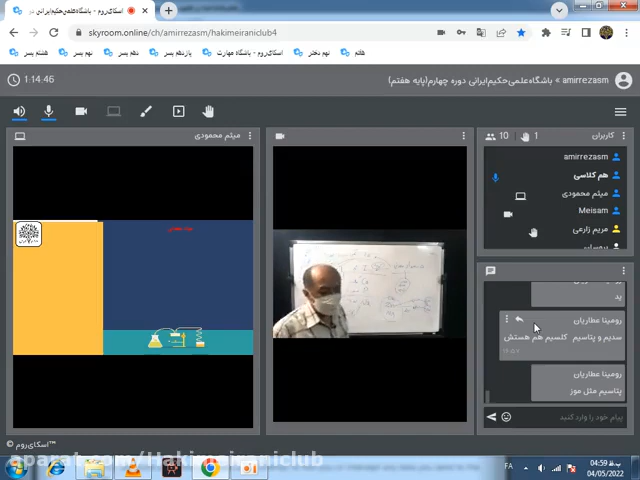 اسکای‌روم | باشگاه‌علمی‌حکیم‌ایرانی دو
skyroom.online/ch/amirrezasm/hakimeiraniclub4
هشتم پسر
نهم پسر
دهم پسر
یازدهم پسر
اسکای‌روم - باشگاه مهارت
نهم دختر
هفتم
1:14:46
amirrezasm » باشگاه‌علمی‌حکیم‌ایرانی دوره چهارم(پایه هفتم)
میثم محمودی
کاربران
1
10
amirrezasm
هم کلاسی
میثم محمودی
Meisam
مریم زارعی
ید
رومینا عطاریان
سدیم و پتاسیم کلسیم هم هستش
۱۶:۵۷
رومینا عطاریان
پتاسیم مثل موز
پیام خود را وارد کنید
© اسکای‌روم™
aparat.com/Hakimeiraniclub
FA
04:59 ب.ظ
04/05/2022